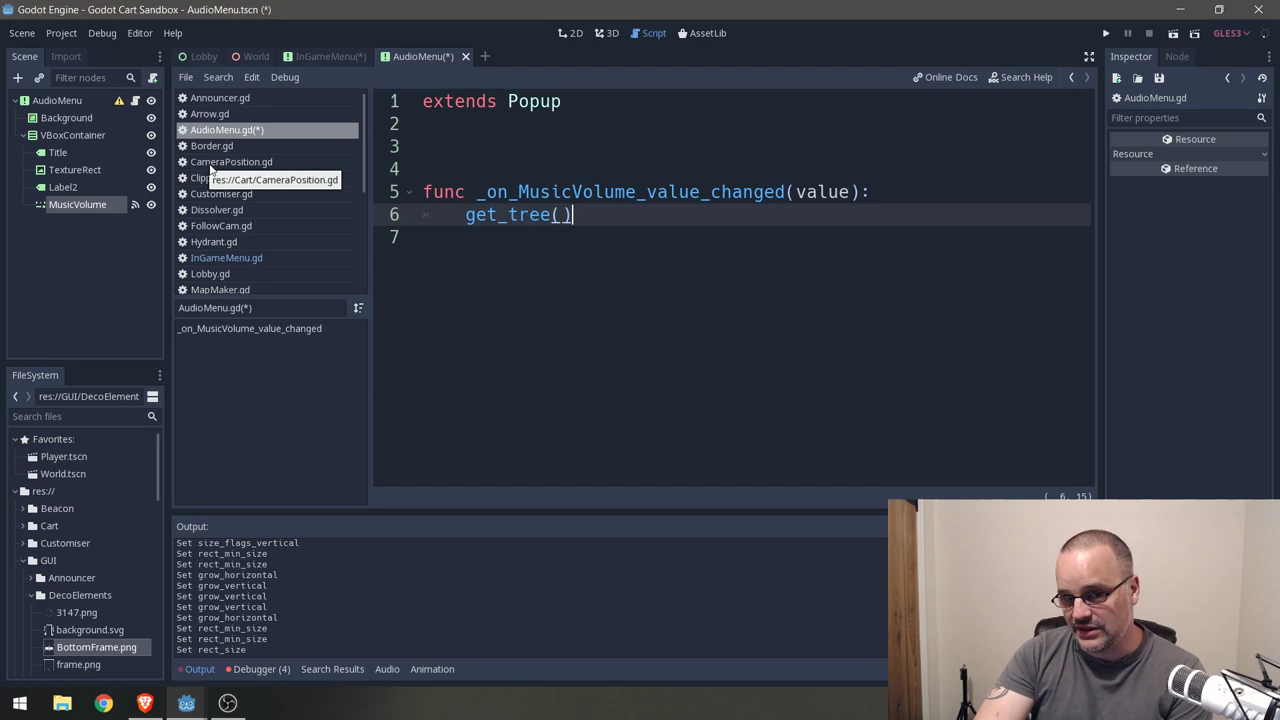 Godot Engine - Godot Cart Sandbox - AudioMenu.tscn (*)
Scene Project Debug Editor Help
2D 3D Script AssetLib
GLES3
Scene Import
Filter nodes
AudioMenu
Background
VBoxContainer
Title
TextureRect
Label2
MusicVolume
FileSystem
res://GUI/DecoElement
Search files
Favorites:
Player.tscn
World.tscn
res://
Beacon
Cart
Customiser
GUI
Announcer
DecoElements
3147.png
background.svg
BottomFrame.png
frame.png
Lobby World InGameMenu(*) AudioMenu(*)
File Search Edit Debug
Online Docs Search Help
Announcer.gd
Arrow.gd
AudioMenu.gd(*)
Border.gd
CameraPosition.gd
res://Cart/CameraPosition.gd
Customiser.gd
Dissolver.gd
FollowCam.gd
Hydrant.gd
InGameMenu.gd
Lobby.gd
MapMaker.gd
AudioMenu.gd(*)
_on_MusicVolume_value_changed
1 extends Popup
2
3
4
5 func _on_MusicVolume_value_changed(value):
6 get_tree()
7
( 6, 15)
Output:
Set size_flags_vertical
Set rect_min_size
Set rect_min_size
Set grow_horizontal
Set grow_vertical
Set grow_vertical
Set grow_vertical
Set grow_horizontal
Set rect_min_size
Set rect_min_size
Set rect_size
Output Debugger (4) Search Results Audio Animation
Inspector Node
AudioMenu.gd
Filter properties
Resource
Resource
Reference